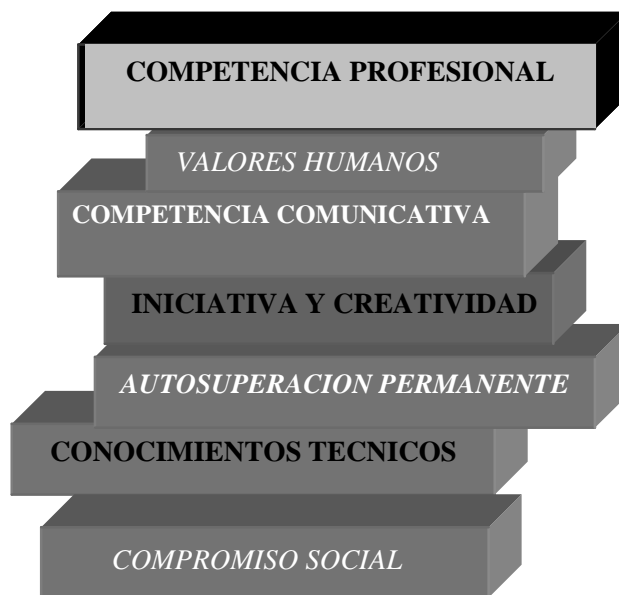 COMPETENCIA PROFESIONAL
VALORES HUMANOS
COMPETENCIA COMUNICATIVA
INICIATIVA Y CREATIVIDAD
AUTOSUPERACION PERMANENTE
CONOCIMIENTOS TECNICOS
COMPROMISO SOCIAL